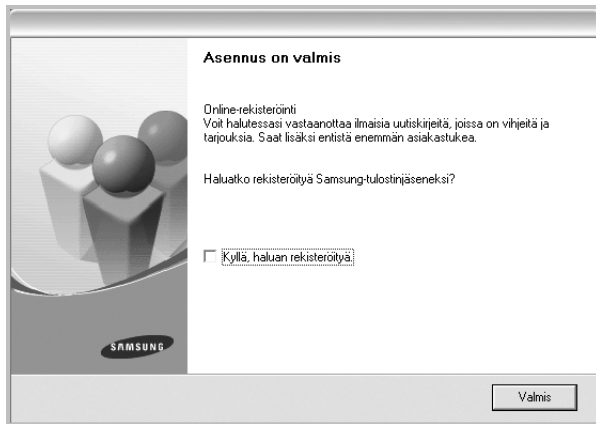 Asennus on valmis
Online-rekisteröinti
Voit halutessasi vastaanottaa ilmaisia uutiskirjeitä, joissa on vihjeitä ja
tarjouksia. Saat lisäksi entistä enemmän asiakastukea.
Haluatko rekisteröityä Samsung-tulostinjäseneksi?
Kyllä, haluan rekisteröityä.
SAMSUNG
Valmis